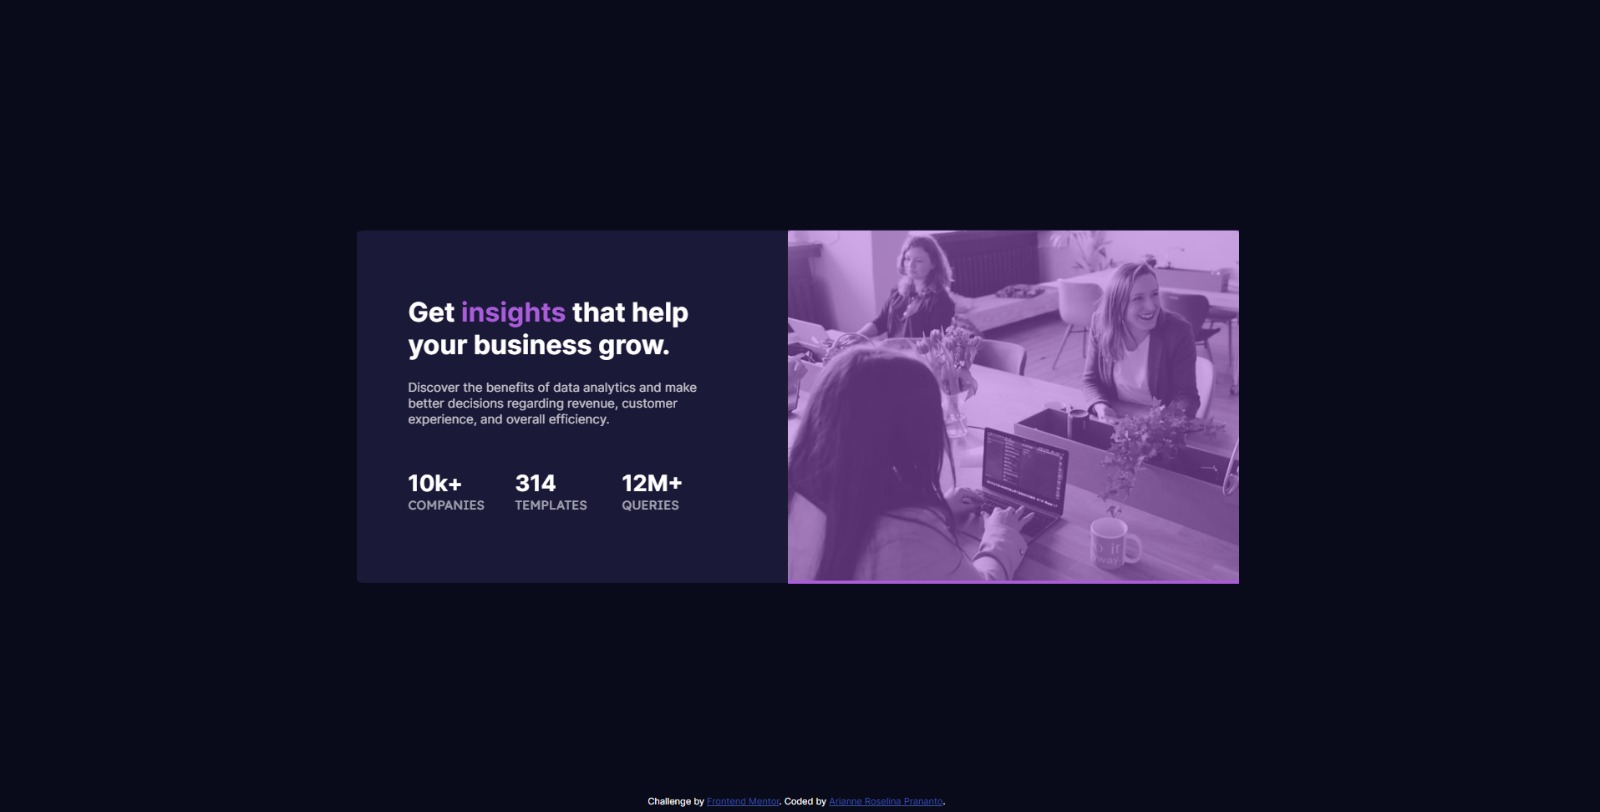 Get insights that help
your business grow.
Discover the benefits of data analytics and make
better decisions regarding revenue, customer
experience, and overall efficiency.
10k+ 314 12M+
COMPANIES TEMPLATES QUERIES
Challenge by Frontend Mentor. Coded by Arianne Roselina Prananto.